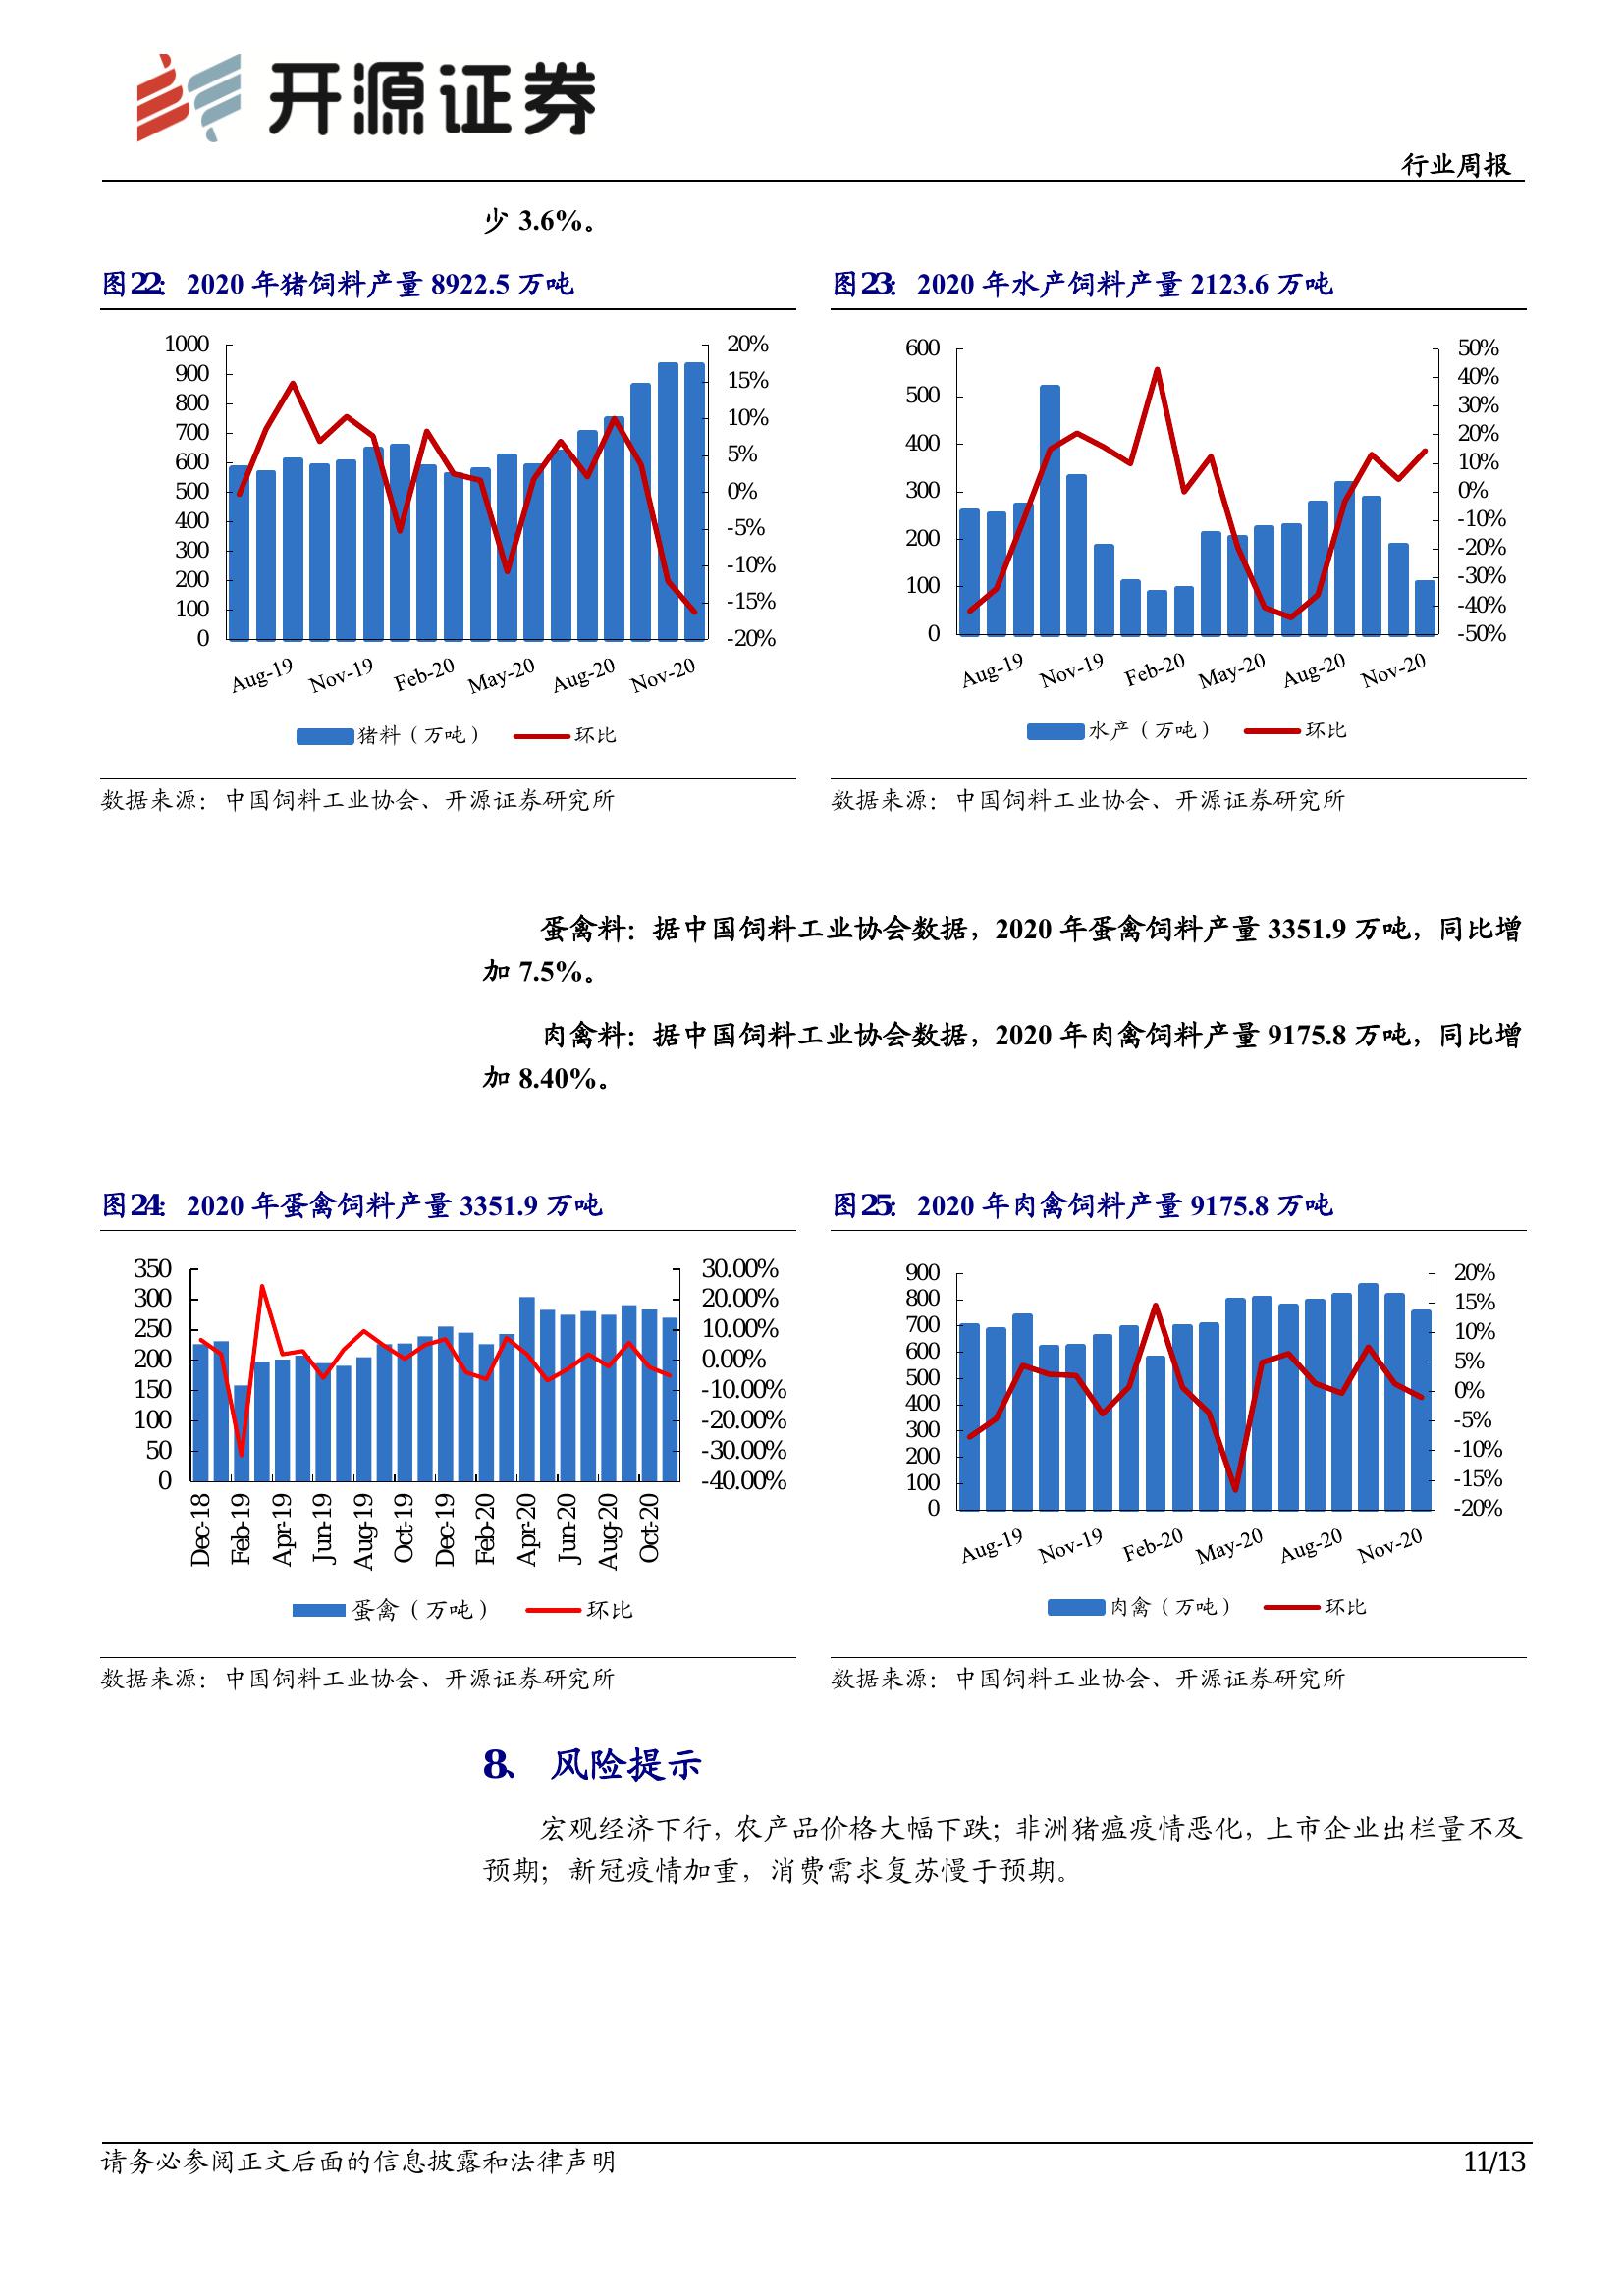 开源证券
行业周报
少 3.6%。
图22： 2020 年猪饲料产量 8922.5 万吨
1000
900
800
700
600
500
400
300
200
100
0
20%
15%
10%
5%
0%
-5%
-10%
-15%
-20%
Aug-19 Nov-19 Feb-20 May-20 Aug-20 Nov-20
猪料（万吨） 环比
数据来源：中国饲料工业协会、开源证券研究所
图23： 2020 年水产饲料产量 2123.6 万吨
600
500
400
300
200
100
0
50%
40%
30%
20%
10%
0%
-10%
-20%
-30%
-40%
-50%
Aug-19 Nov-19 Feb-20 May-20 Aug-20 Nov-20
水产（万吨） 环比
数据来源：中国饲料工业协会、开源证券研究所
蛋禽料：据中国饲料工业协会数据，2020 年蛋禽饲料产量 3351.9 万吨，同比增
加 7.5%。
肉禽料：据中国饲料工业协会数据，2020 年肉禽饲料产量 9175.8 万吨，同比增
加 8.40%。
图24： 2020 年蛋禽饲料产量 3351.9 万吨
350
300
250
200
150
100
50
0
30.00%
20.00%
10.00%
0.00%
-10.00%
-20.00%
-30.00%
-40.00%
Dec-18 Feb-19 Apr-19 Jun-19 Aug-19 Oct-19 Dec-19 Feb-20 Apr-20 Jun-20 Aug-20 Oct-20
蛋禽（万吨） 环比
数据来源：中国饲料工业协会、开源证券研究所
图25： 2020 年肉禽饲料产量 9175.8 万吨
900
800
700
600
500
400
300
200
100
0
20%
15%
10%
5%
0%
-5%
-10%
-15%
-20%
Aug-19 Nov-19 Feb-20 May-20 Aug-20 Nov-20
肉禽（万吨） 环比
数据来源：中国饲料工业协会、开源证券研究所
8、 风险提示
宏观经济下行，农产品价格大幅下跌；非洲猪瘟疫情恶化，上市企业出栏量不及
预期；新冠疫情加重，消费需求复苏慢于预期。
请务必参阅正文后面的信息披露和法律声明
11/13